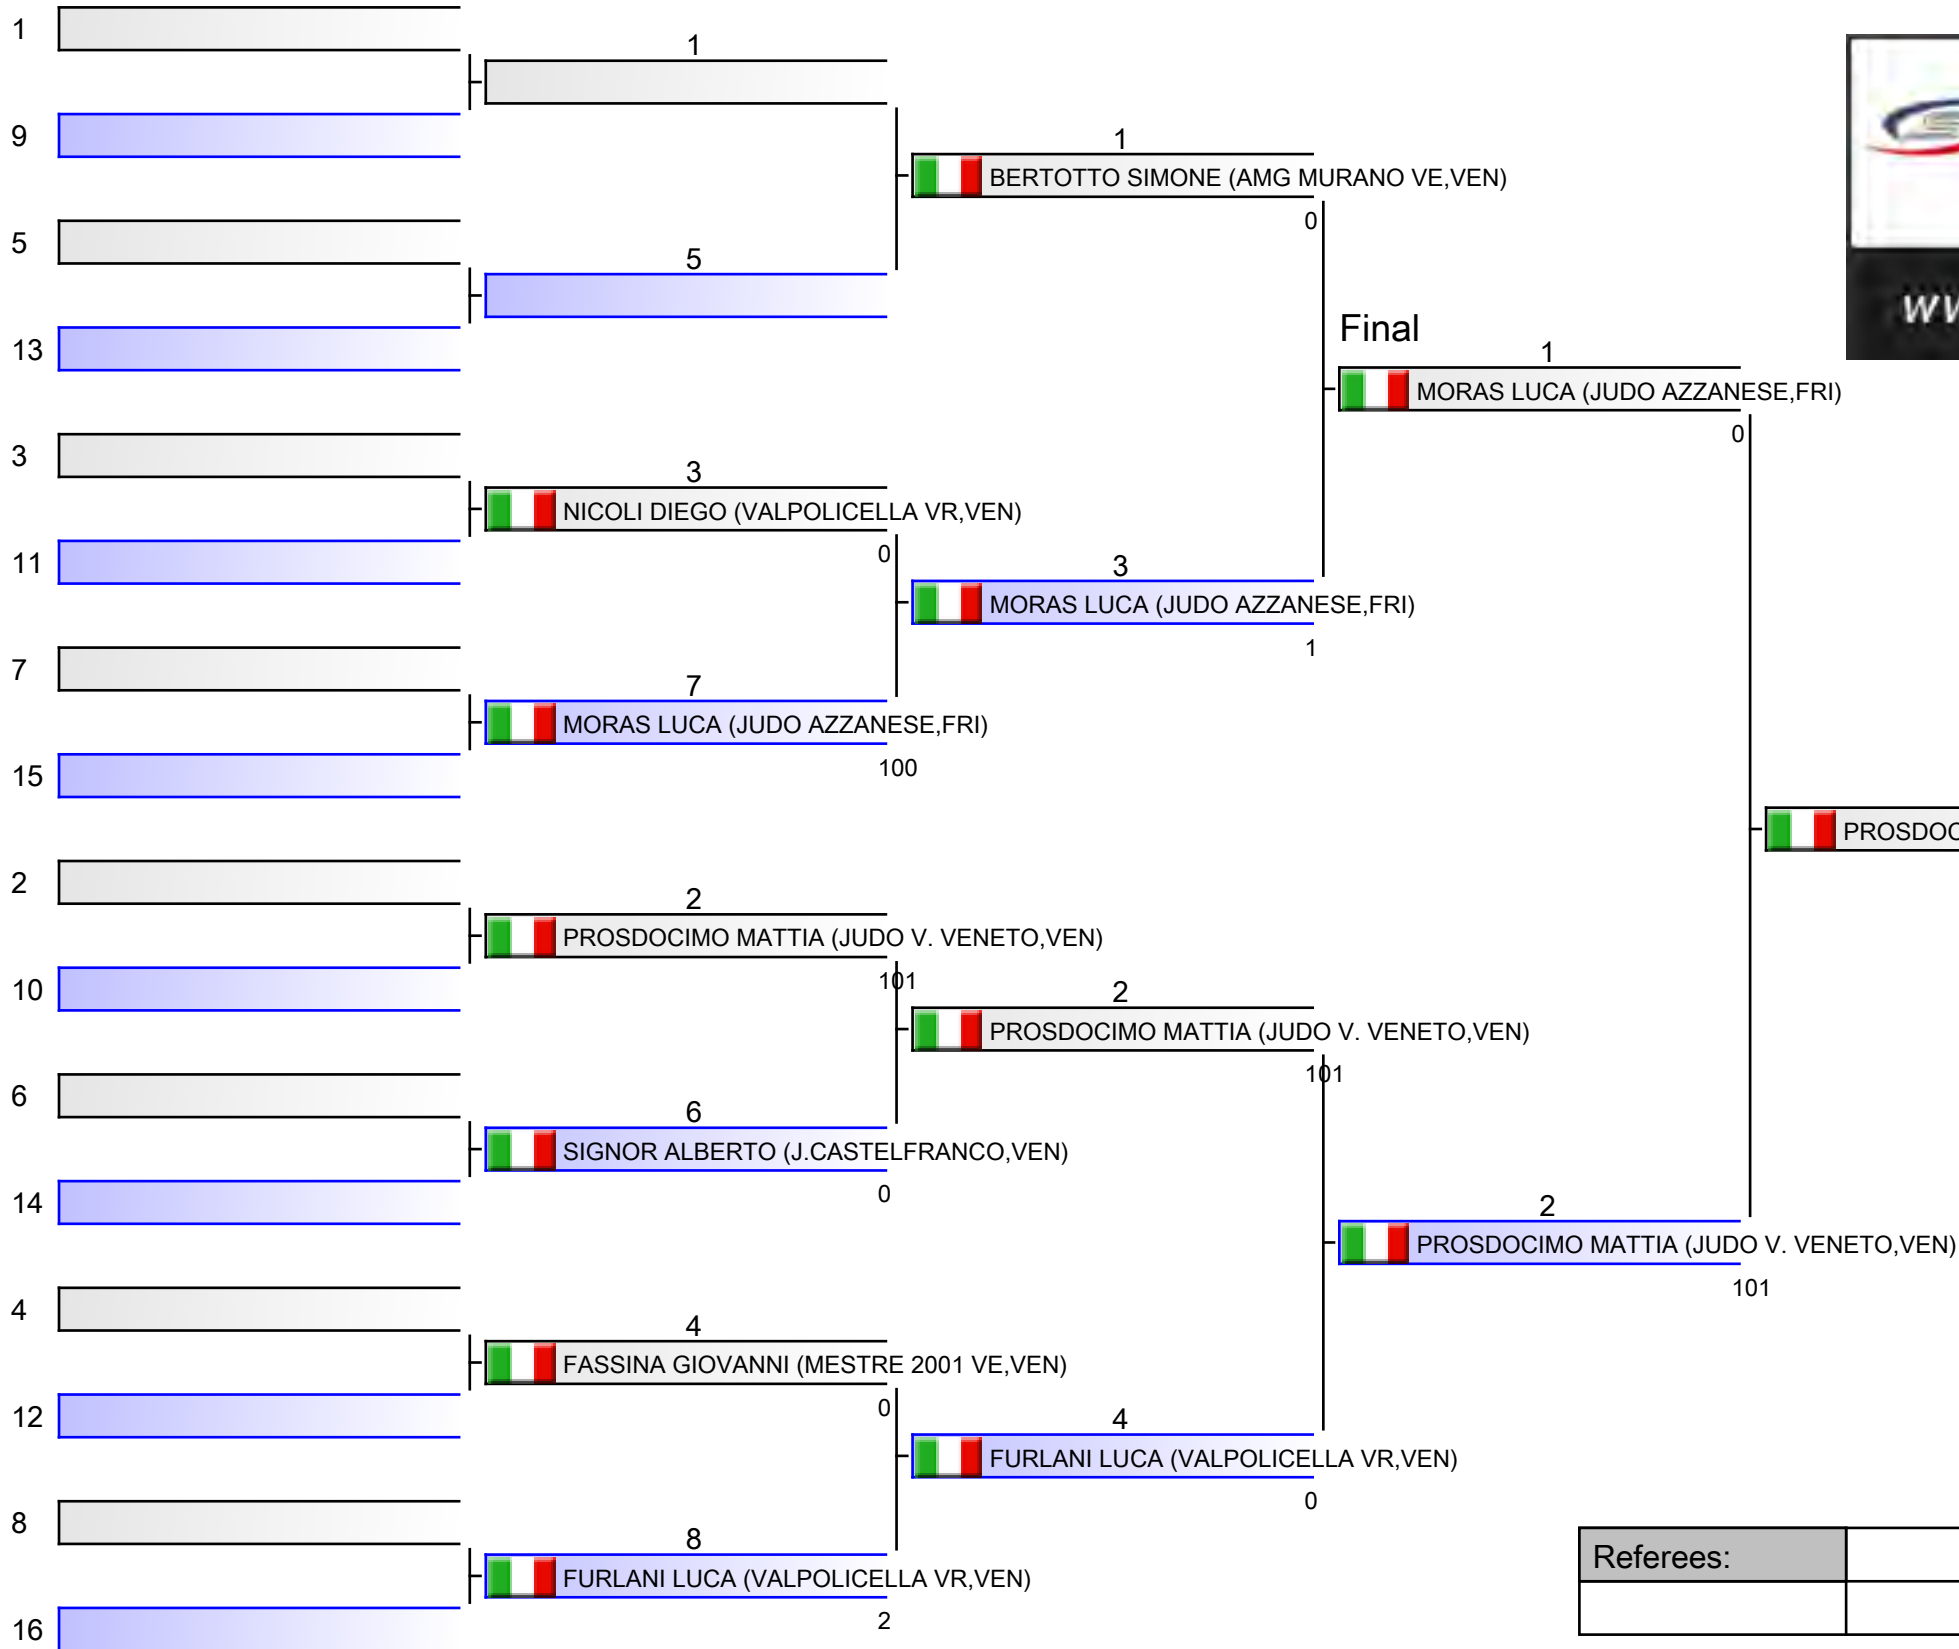 1
1
9
1
BERTOTTO SIMONE (AMG MURANO VE,VEN)
0
5
5
13
Final
1
MORAS LUCA (JUDO AZZANESE,FRI)
0
3
3
NICOLI DIEGO (VALPOLICELLA VR,VEN)
0
11
3
MORAS LUCA (JUDO AZZANESE,FRI)
1
7
7
MORAS LUCA (JUDO AZZANESE,FRI)
100
15
PROSDOC
2
2
PROSDOCIMO MATTIA (JUDO V. VENETO,VEN)
101
10
2
PROSDOCIMO MATTIA (JUDO V. VENETO,VEN)
101
6
6
SIGNOR ALBERTO (J.CASTELFRANCO,VEN)
0
14
2
PROSDOCIMO MATTIA (JUDO V. VENETO,VEN)
101
4
4
FASSINA GIOVANNI (MESTRE 2001 VE,VEN)
0
12
4
FURLANI LUCA (VALPOLICELLA VR,VEN)
0
8
8
FURLANI LUCA (VALPOLICELLA VR,VEN)
2
16
Referees: